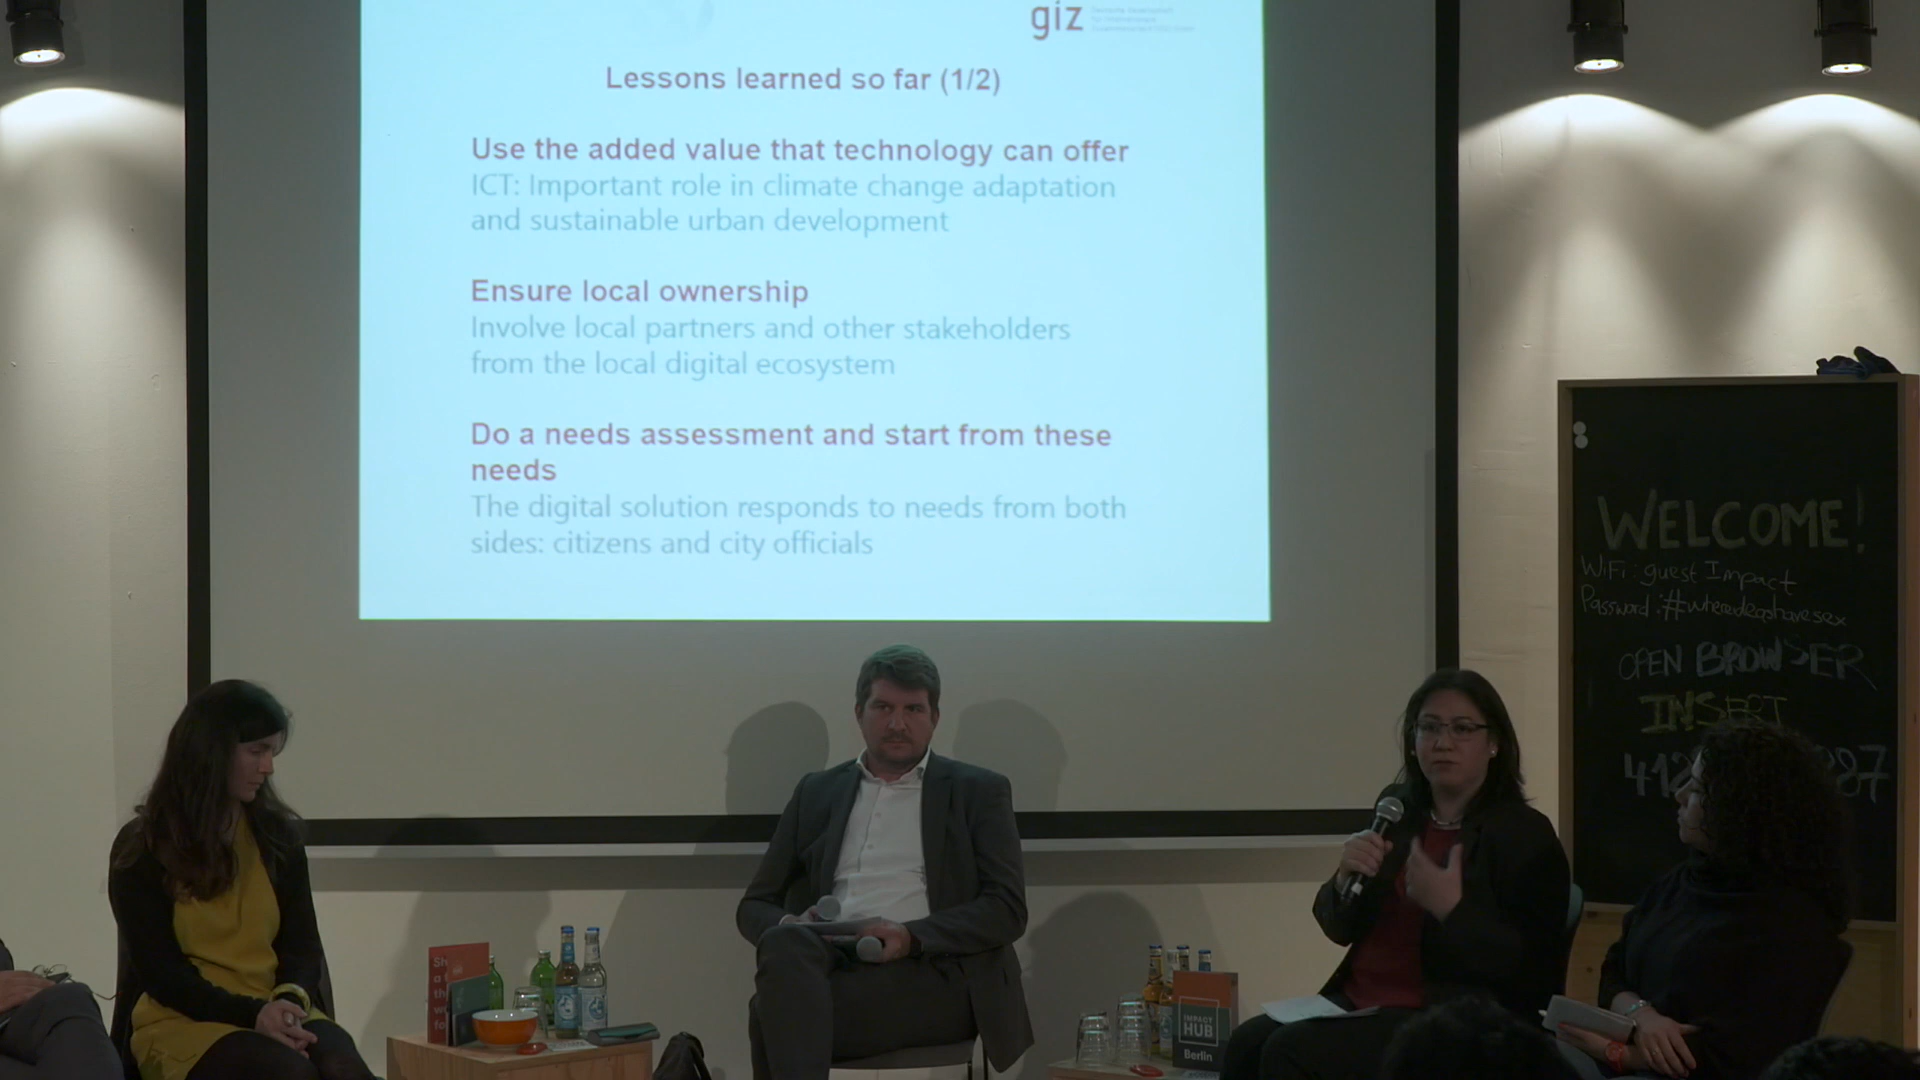 giz
Lessons learned so far (1/2)
Use the added value that technology can offer
ICT: Important role in climate change adaptation
and sustainable urban development
Ensure local ownership
Involve local partners and other stakeholders
from the local digital ecosystem
Do a needs assessment and start from these
needs
The digital solution responds to needs from both
sides: citizens and city officials
WELCOME!
WiFi: guest Impact
Password: #whereideashavesex
OPEN BROWSER
INSERT
IMPACT
HUB
Berlin